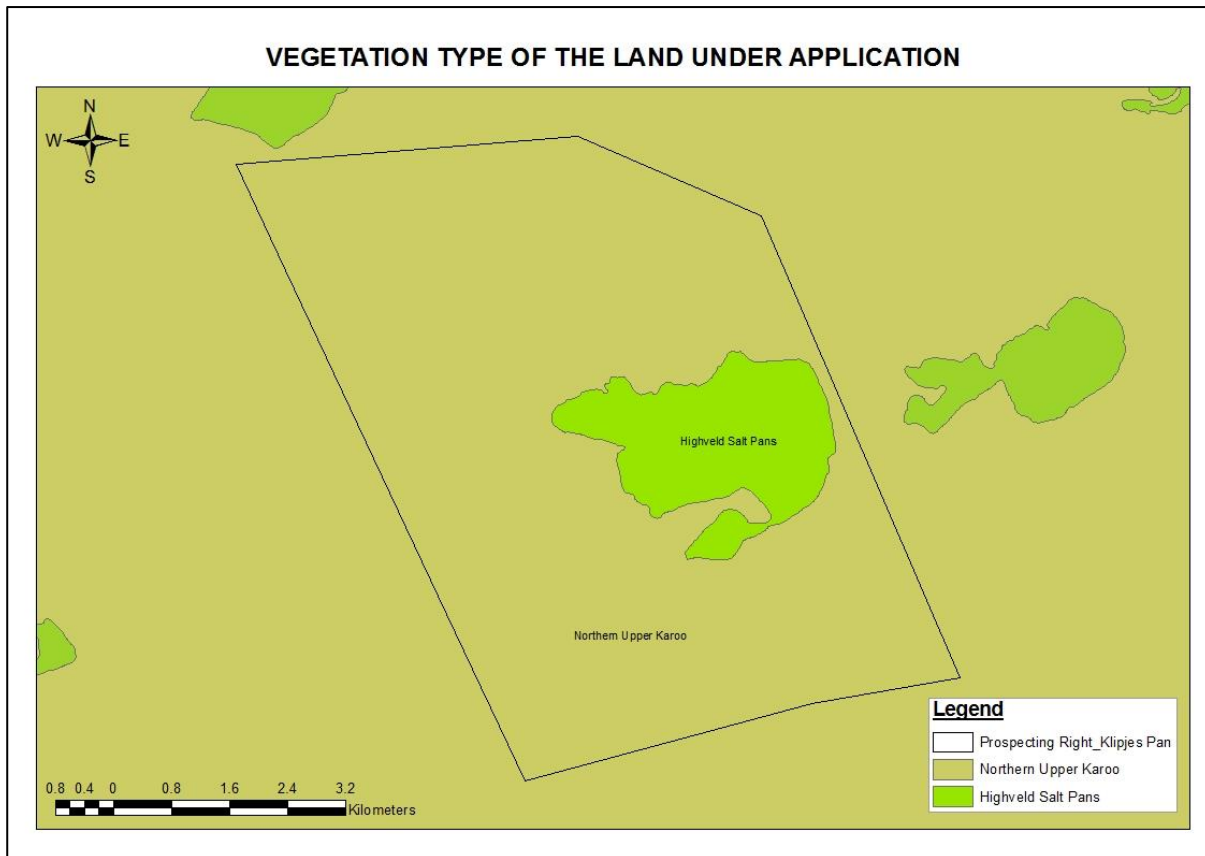 VEGETATION TYPE OF THE LAND UNDER APPLICATION
N
W E
S
Highveld Salt Pans
Northern Upper Karoo
Legend
Prospecting Right_Klipjes Pan
Northern Upper Karoo
Highveld Salt Pans
0.8 0.4 0 0.8 1.6 2.4 3.2
Kilometers